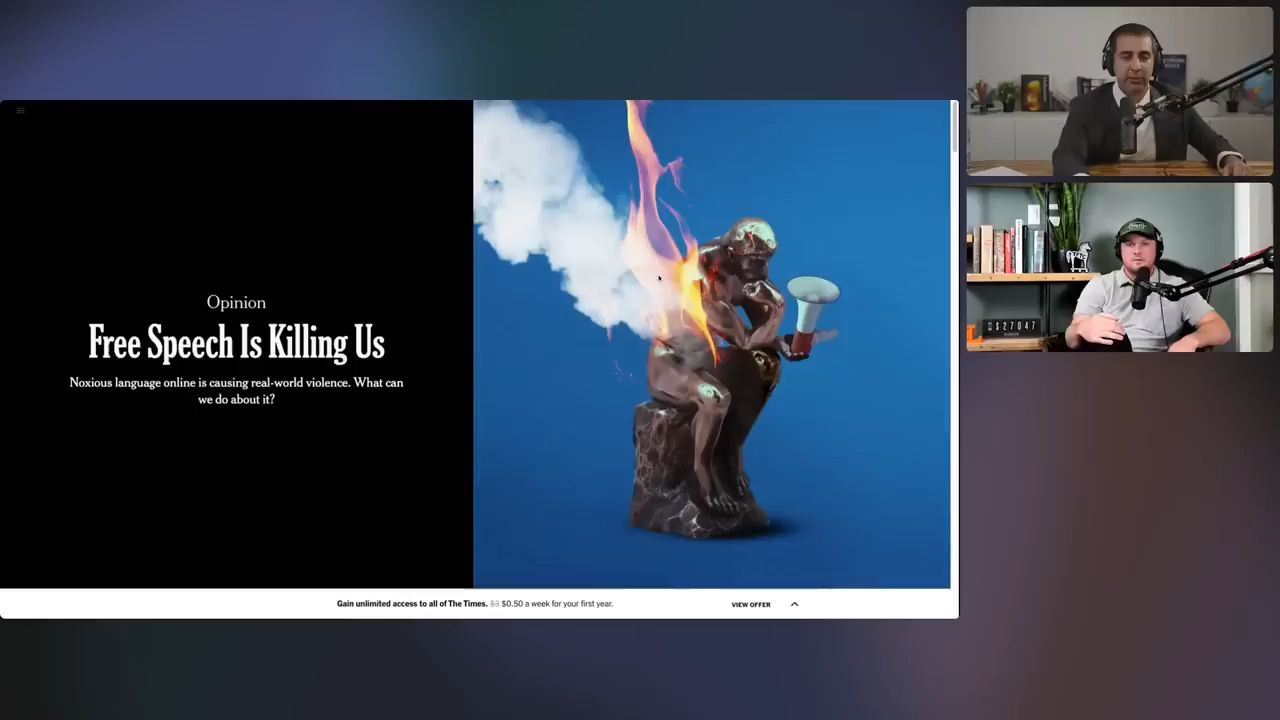 Opinion
Free Speech Is Killing Us
Noxious language online is causing real-world violence. What can
we do about it?
Gain unlimited access to all of The Times. $3 $0.50 a week for your first year.
VIEW OFFER
$27047